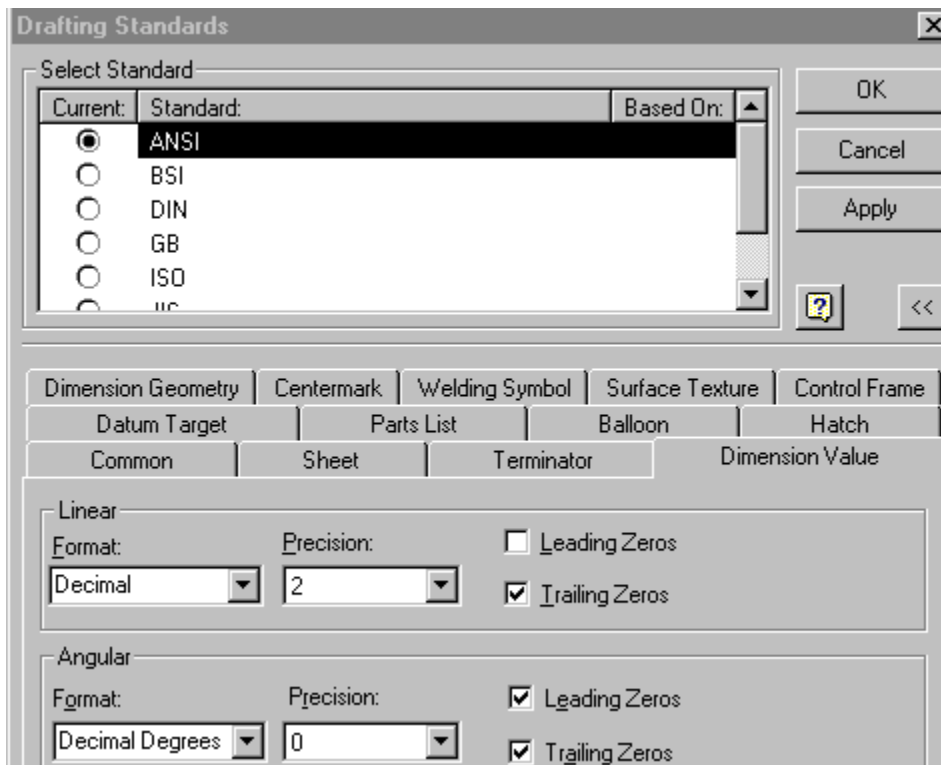 Drafting Standards
Select Standard
Current: Standard: Based On:
ANSI
BSI
DIN
GB
ISO
OK
Cancel
Apply
<<
Dimension Geometry Centermark Welding Symbol Surface Texture Control Frame
Datum Target Parts List Balloon Hatch
Common Sheet Terminator Dimension Value
Linear
Format: Precision: Leading Zeros
Decimal 2 Trailing Zeros
Angular
Format: Precision: Leading Zeros
Decimal Degrees 0 Trailing Zeros